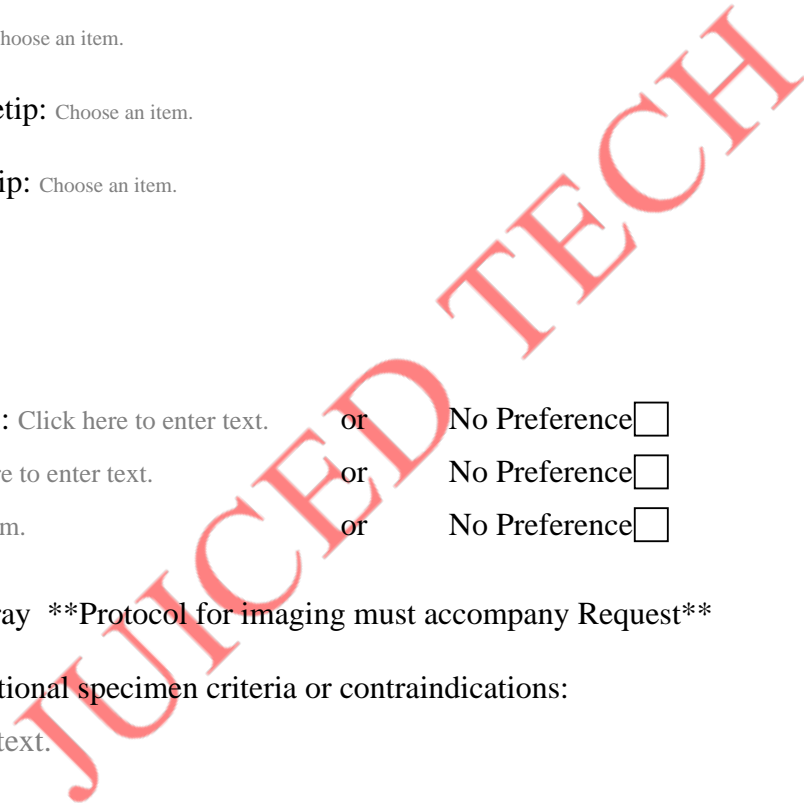 hoose an item.
etip: Choose an item.
ip: Choose an item.
: Click here to enter text. or No Preference
re to enter text. or No Preference
m. or No Preference
ray **Protocol for imaging must accompany Request**
tional specimen criteria or contraindications:
text.
JUICED TECH